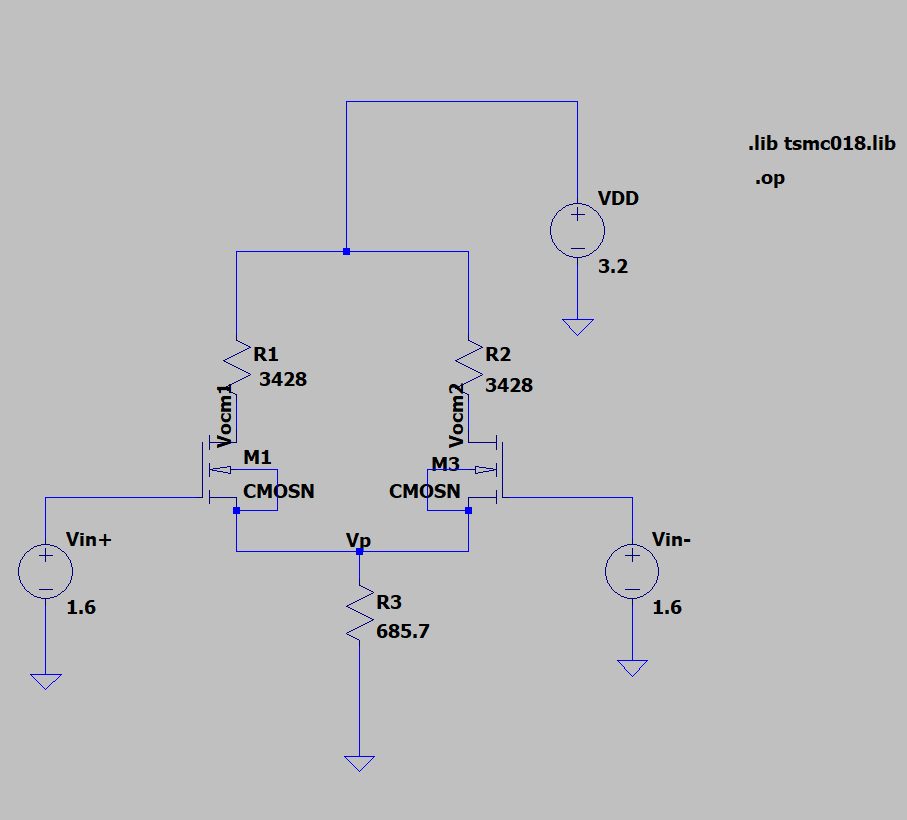 .lib tsmc018.lib
.op
VDD
+
3.2
R1
3428
R2
3428
Vocm1
Vocm2
M1
CMOSN
M3
CMOSN
Vin+
+
1.6
Vp
Vin-
+
1.6
R3
685.7